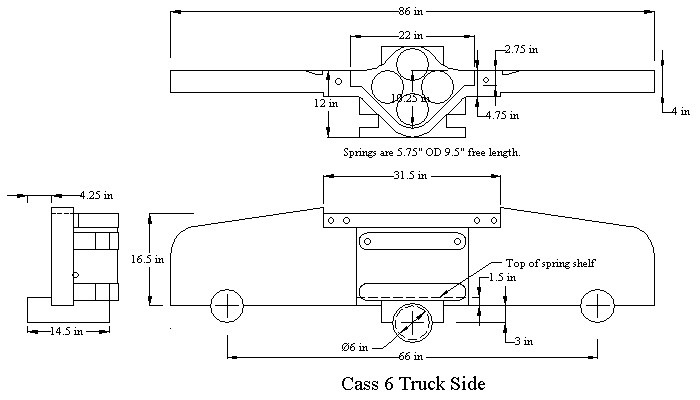 86 in
22 in
2.75 in
12 in
10.25 in
4.75 in
4 in
Springs are 5.75" OD 9.5" free length.
31.5 in
4.25 in
16.5 in
Top of spring shelf
1.5 in
14.5 in
Ø6 in
3 in
66 in
Cass 6 Truck Side